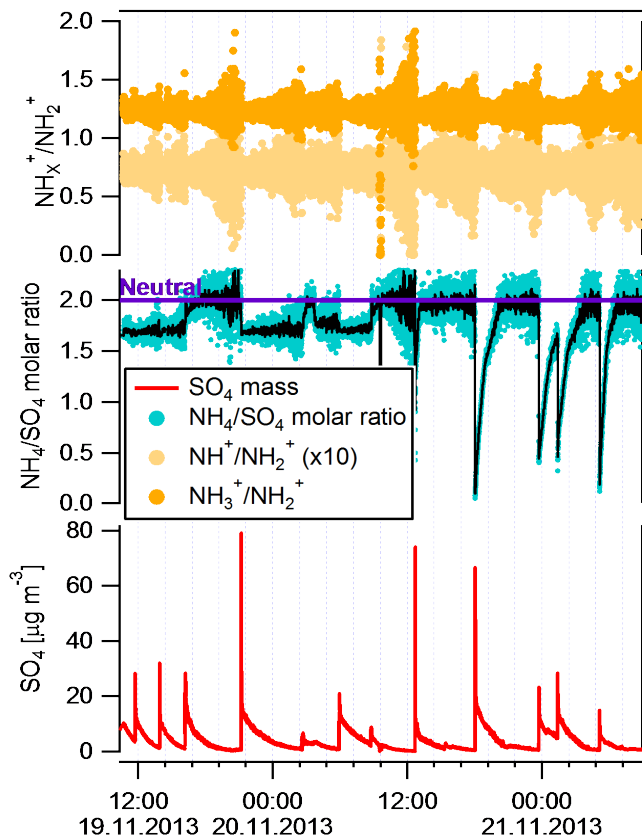 2.0
1.5
1.0
0.5
0.0
NHX+/NH2+
Neutral
2.0
1.5
1.0
0.5
0.0
NH4/SO4 molar ratio
SO4 mass
NH4/SO4 molar ratio
NH+/NH2+ (x10)
NH3+/NH2+
80
60
40
20
0
SO4 [µg m-3]
12:00 00:00 12:00 00:00
19.11.2013 20.11.2013 21.11.2013